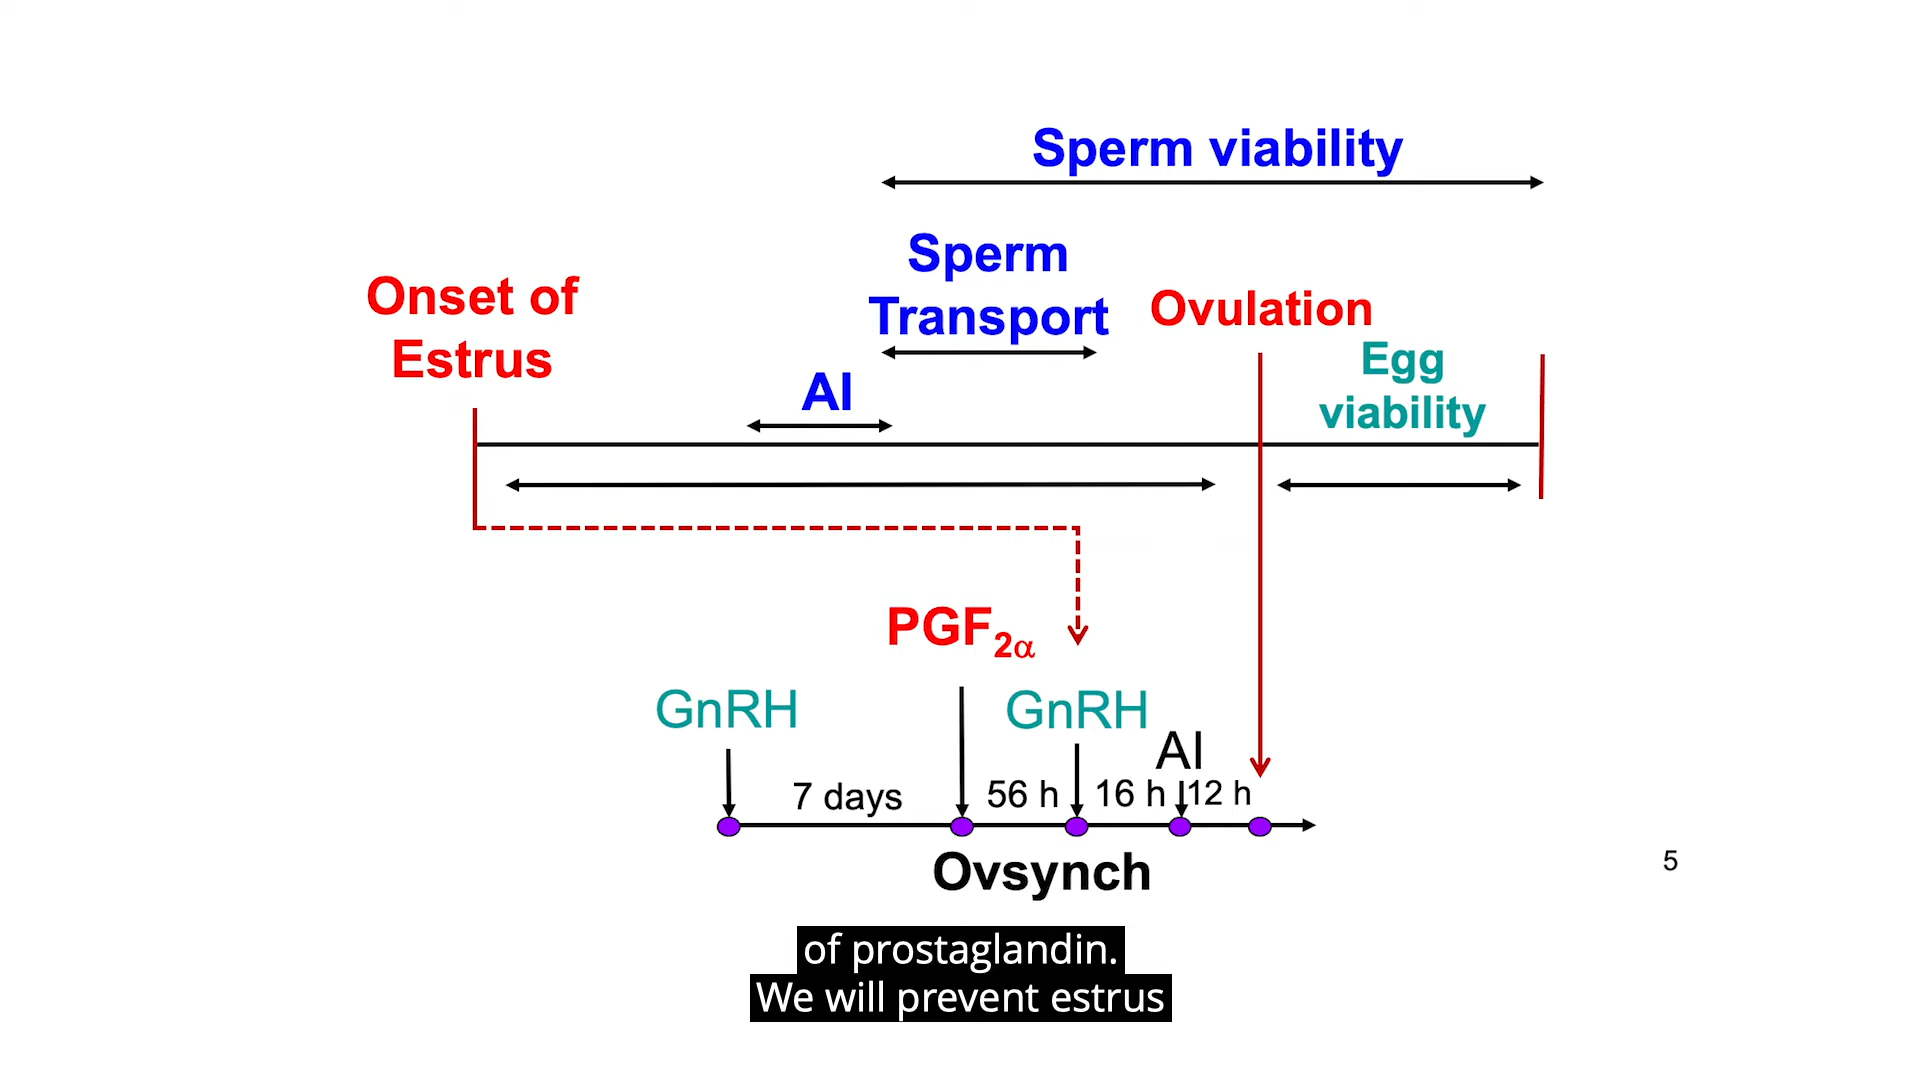 Sperm viability
Sperm
Transport
Onset of
Estrus
Ovulation
Egg
viability
AI
PGF2α
GnRH
GnRH
AI
7 days
56 h
16 h
12 h
Ovsynch
5
of prostaglandin.
We will prevent estrus